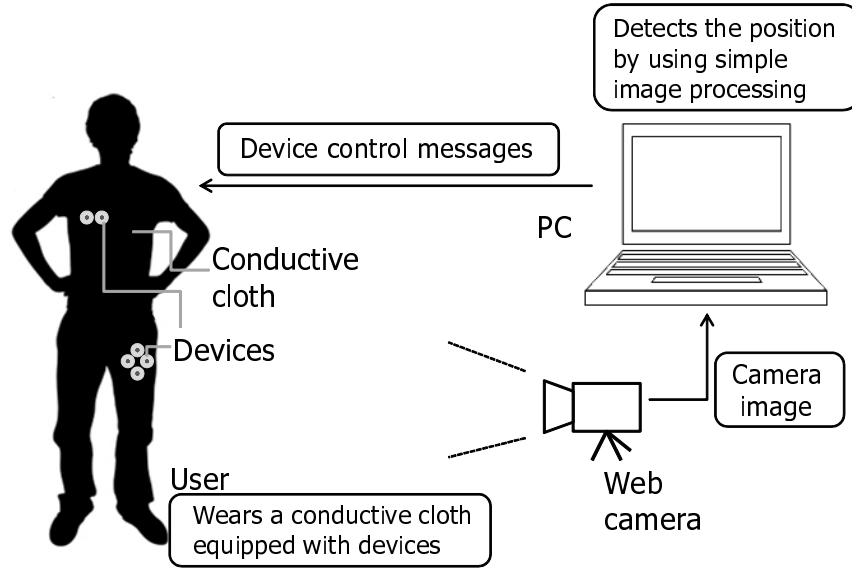 Detects the position
by using simple
image processing
Device control messages
PC
Conductive
cloth
Devices
Camera
image
User
Wears a conductive cloth
equipped with devices
Web
camera